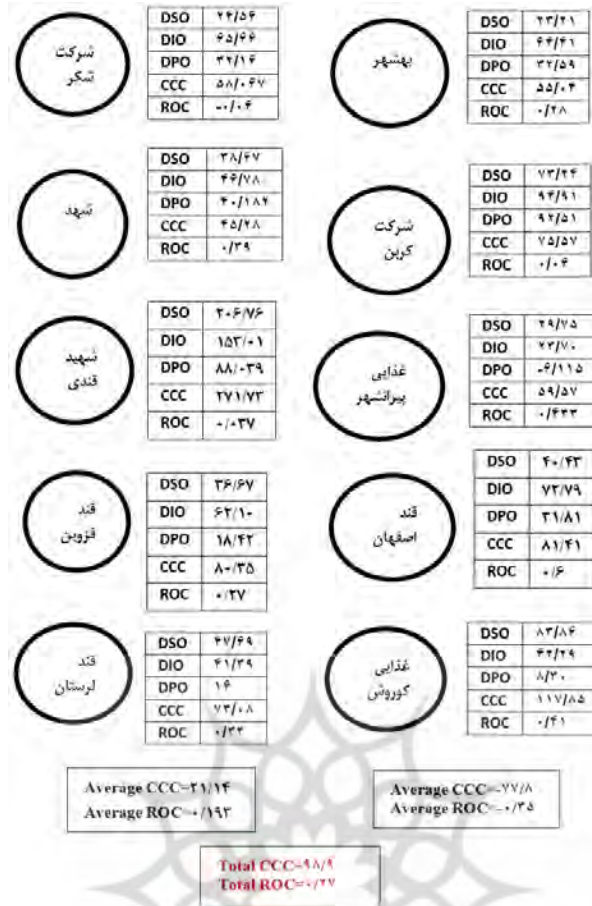 شرکت
شکر
DSO ۲۴/۵۶
DIO ۶۵/۶۶
DPO ۳۲/۱۶
CCC ۵۸/۰۶۷
ROC -۰/۰۶
بهشهر
DSO ۲۳/۲۱
DIO ۶۴/۴۱
DPO ۳۲/۵۹
CCC ۵۵/۰۴
ROC ۰/۲۸
شهد
DSO ۳۸/۶۷
DIO ۴۶/۷۸
DPO ۴۰/۱۸۲
CCC ۴۵/۲۸
ROC ۰/۳۹
شرکت
کربن
DSO ۷۳/۲۴
DIO ۹۴/۹۱
DPO ۹۲/۵۱
CCC ۷۵/۵۷
ROC ۰/۰۴
شهید
قندی
DSO ۲۰۶/۷۶
DIO ۱۵۳/۰۱
DPO ۸۸/۰۳۹
CCC ۲۷۱/۷۳
ROC ۰/۰۳۷
غذایی
پیرانشهر
DSO ۲۹/۷۵
DIO ۲۳/۷۰
DPO ۰۶/۱۱۵
CCC ۵۹/۵۷
ROC ۰/۴۳۳
قند
قزوین
DSO ۳۶/۶۷
DIO ۶۲/۱۰
DPO ۱۸/۴۲
CCC ۸۰/۳۵
ROC ۰/۲۷
قند
اصفهان
DSO ۴۰/۴۳
DIO ۷۲/۷۹
DPO ۳۱/۸۱
CCC ۸۱/۴۱
ROC ۰/۶
قند
لرستان
DSO ۴۷/۶۹
DIO ۴۱/۳۹
DPO ۱۶
CCC ۷۳/۰۸
ROC ۰/۳۲
غذایی
کوروش
DSO ۸۳/۸۶
DIO ۴۲/۲۹
DPO ۸/۳۰
CCC ۱۱۷/۸۵
ROC ۰/۴۱
Average CCC=۲۱/۱۴
Average ROC=۰/۱۹۳
Average CCC=-۷۷/۸
Average ROC=-۰/۳۵
Total CCC=۹۸/۹
Total ROC=۰/۲۷